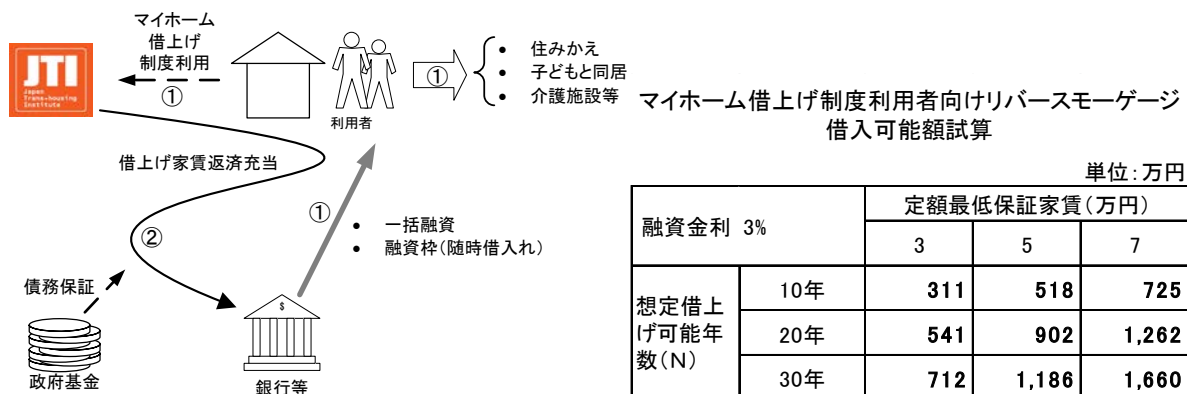 マイホーム
借上げ
制度利用
①
JTI
Japan
Trans-housing
Institute
利用者
①
• 住みかえ
• 子どもと同居
• 介護施設等
借上げ家賃返済充当
②
①
• 一括融資
• 融資枠(随時借入れ)
債務保証
政府基金
$
銀行等
マイホーム借上げ制度利用者向けリバースモーゲージ
借入可能額試算
単位:万円
融資金利 3% 定額最低保証家賃(万円)
3 5 7
想定借上
げ可能年
数(N)
10年 311 518 725
20年 541 902 1,262
30年 712 1,186 1,660